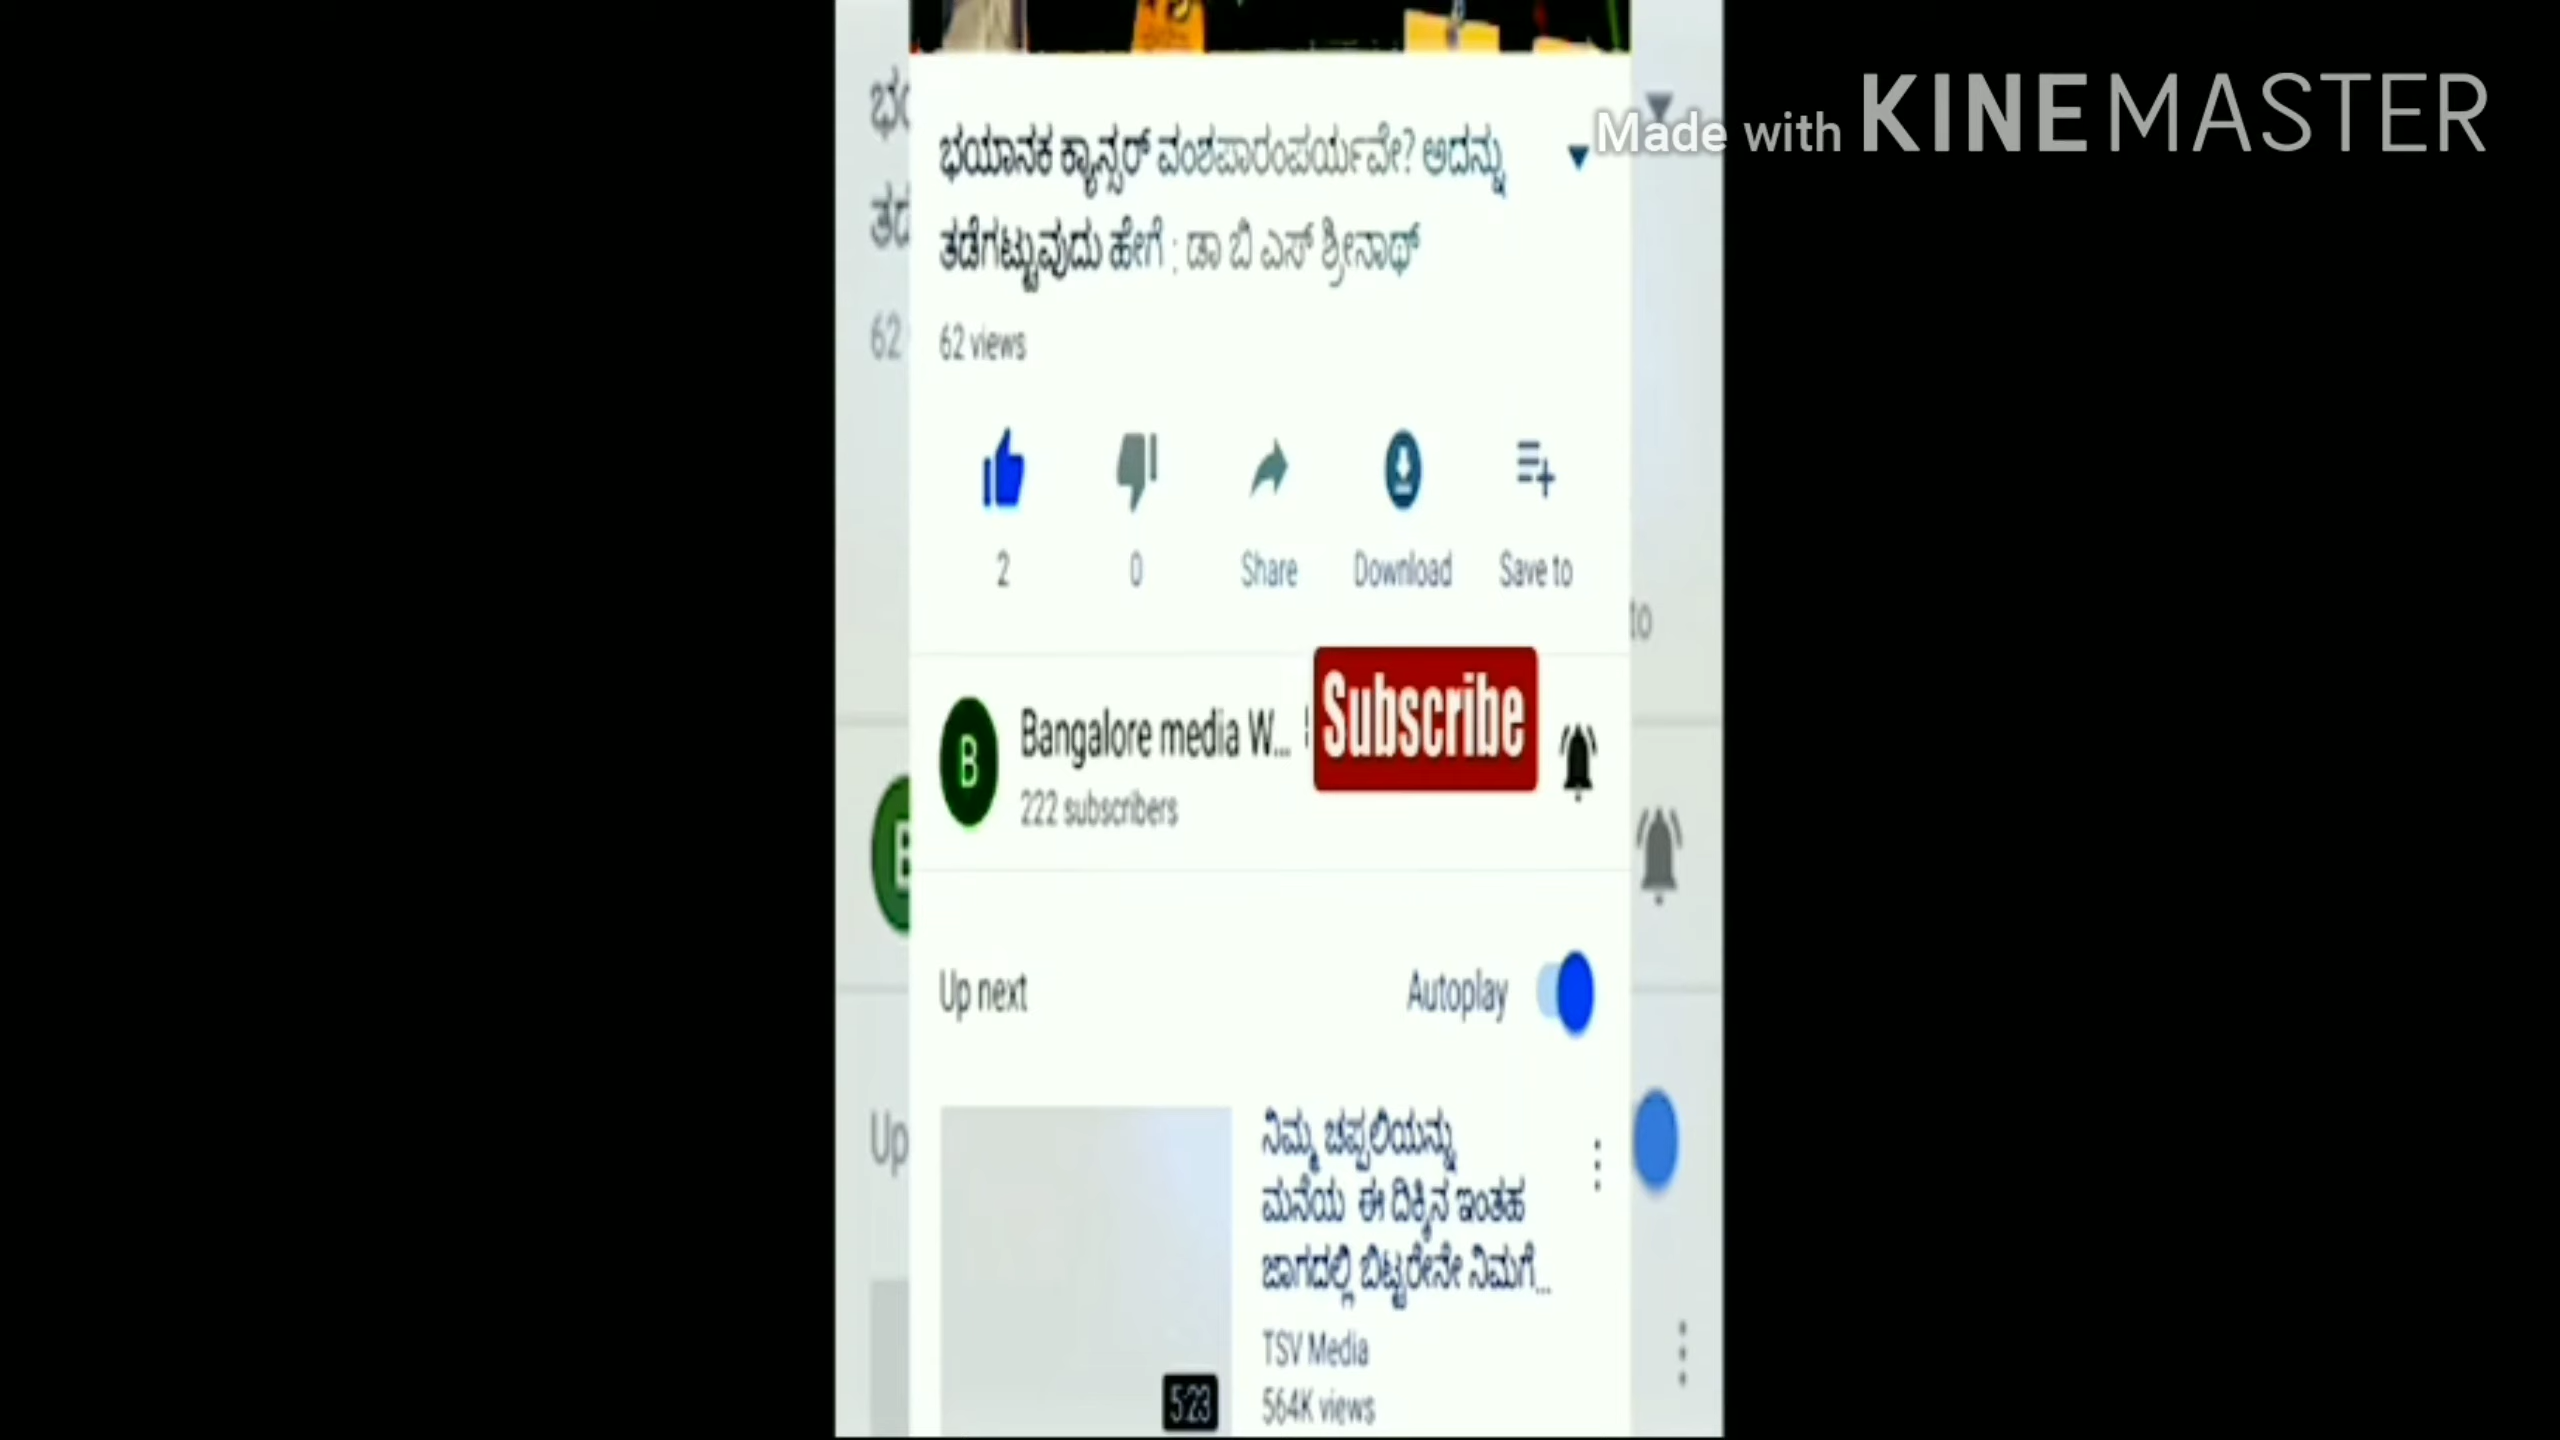 Made with KINEMASTER
ಭಯಾನಕ ಕ್ಯಾನ್ಸರ್ ವಂಶಪಾರಂಪರ್ಯವೇ? ಅದನ್ನು
ತಡೆಗಟ್ಟುವುದು ಹೇಗೆ : ಡಾ ಬಿ ಎಸ್ ಶ್ರೀನಾಥ್
62 views
2 0 Share Download Save to
B Bangalore media W... Subscribe
222 subscribers
Up next Autoplay
ನಿಮ್ಮ ಚಪ್ಪಲಿಯನ್ನು
ಮನೆಯ ಈ ದಿಕ್ಕಿನ ಇಂತಹ
ಜಾಗದಲ್ಲಿ ಬಿಟ್ಟರೇನೇ ನಿಮಗೆ...
TSV Media
564K views
5:23